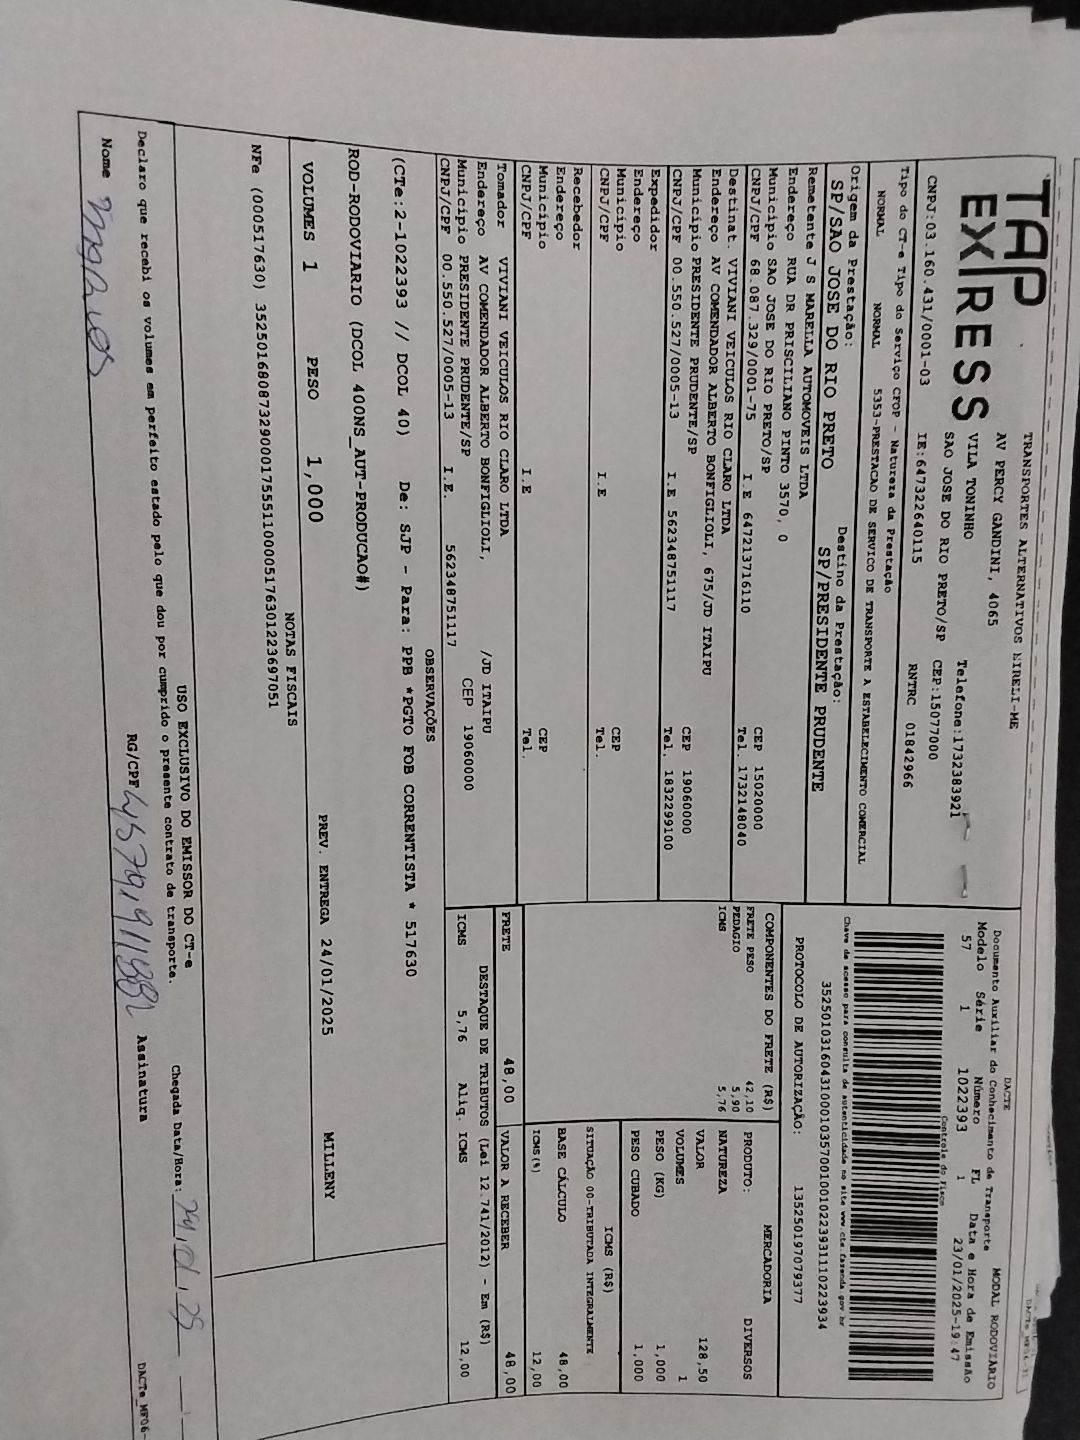 TAP
EXPRESS
TRANSPORTES ALTERNATIVOS EIRELI-ME
AV PERCY GANDINI, 4065
VILA TONINHO
SAO JOSE DO RIO PRETO/SP
Telefone:1732383921
CEP:15077000
CNPJ:03.160.431/0001-03
IE:647322640115
RNTRC 01842966
Tipo do CT-e Tipo do Serviço CFOP - Natureza da Prestação
NORMAL NORMAL 5353-PRESTACAO DE SERVICO DE TRANSPORTE A ESTABELECIMENTO COMERCIAL
Origem da Prestação: Destino da Prestação:
SP/SAO JOSE DO RIO PRETO SP/PRESIDENTE PRUDENTE
Remetente J S MARELLA AUTOMOVEIS LTDA
Endereço RUA DR PRISCILIANO PINTO 3570, 0
Município SAO JOSE DO RIO PRETO/SP CEP 15020000
CNPJ/CPF 68.087.329/0001-75 I.E 647213716110 Tel. 1732148040
Destinat. VIVIANI VEICULOS RIO CLARO LTDA
Endereço AV COMENDADOR ALBERTO BONFIGLIOLI, 675/JD ITAIPU
Município PRESIDENTE PRUDENTE/SP CEP 19060000
CNPJ/CPF 00.550.527/0005-13 I.E 562348751117 Tel. 1832299100
Expedidor
Endereço
Município CEP
CNPJ/CPF I.E Tel.
Recebedor
Endereço
Município CEP
CNPJ/CPF I.E Tel.
Tomador VIVIANI VEICULOS RIO CLARO LTDA
Endereço AV COMENDADOR ALBERTO BONFIGLIOLI, /JD ITAIPU
Município PRESIDENTE PRUDENTE/SP CEP 19060000
CNPJ/CPF 00.550.527/0005-13 I.E. 562348751117
DACTE
Documento Auxiliar do Conhecimento de Transporte
MODAL RODOVIÁRIO
Modelo Série Número FL Data e Hora de Emissão
57 1 1022393 1 23/01/2025-19:47
Controle do Fisco
Chave de acesso para consulta de autenticidade no site www.cte.fazenda.gov.br
35250103160431000103570010010223931110223934
PROTOCOLO DE AUTORIZAÇÃO: 135250197079377
COMPONENTES DO FRETE (R$)
FRETE PESO 42,10
PEDAGIO 5,90
ICMS 5,76
MERCADORIA
PRODUTO: DIVERSOS
NATUREZA
VALOR 128,50
VOLUMES 1
PESO (KG) 1,000
PESO CUBADO 1,000
ICMS (R$)
SITUAÇÃO 00-TRIBUTADA INTEGRALMENTE
BASE CÁLCULO 48,00
ICMS(%) 12,00
FRETE 48,00 VALOR A RECEBER 48,00
DESTAQUE DE TRIBUTOS (Lei 12.741/2012) - Em (R$)
ICMS 5,76 Aliq. ICMS 12,00
OBSERVAÇÕES
(CTe:2-1022393 // DCOL 40) De: SJP - Para: PPB *PGTO FOB CORRENTISTA * 517630
ROD-RODOVIARIO (DCOL 400NS_AUT-PRODUCAO#)
VOLUMES 1 PESO 1,000 PREV. ENTREGA 24/01/2025 MILLENY
NOTAS FISCAIS
NFe (000517630) 35250168087329000175551100005176301223697051
USO EXCLUSIVO DO EMISSOR DO CT-e
Declaro que recebi os volumes em perfeito estado pelo que dou por cumprido o presente contrato de transporte.
Chegada Data/Hora: 24,01,25
Nome RG/CPF Assinatura